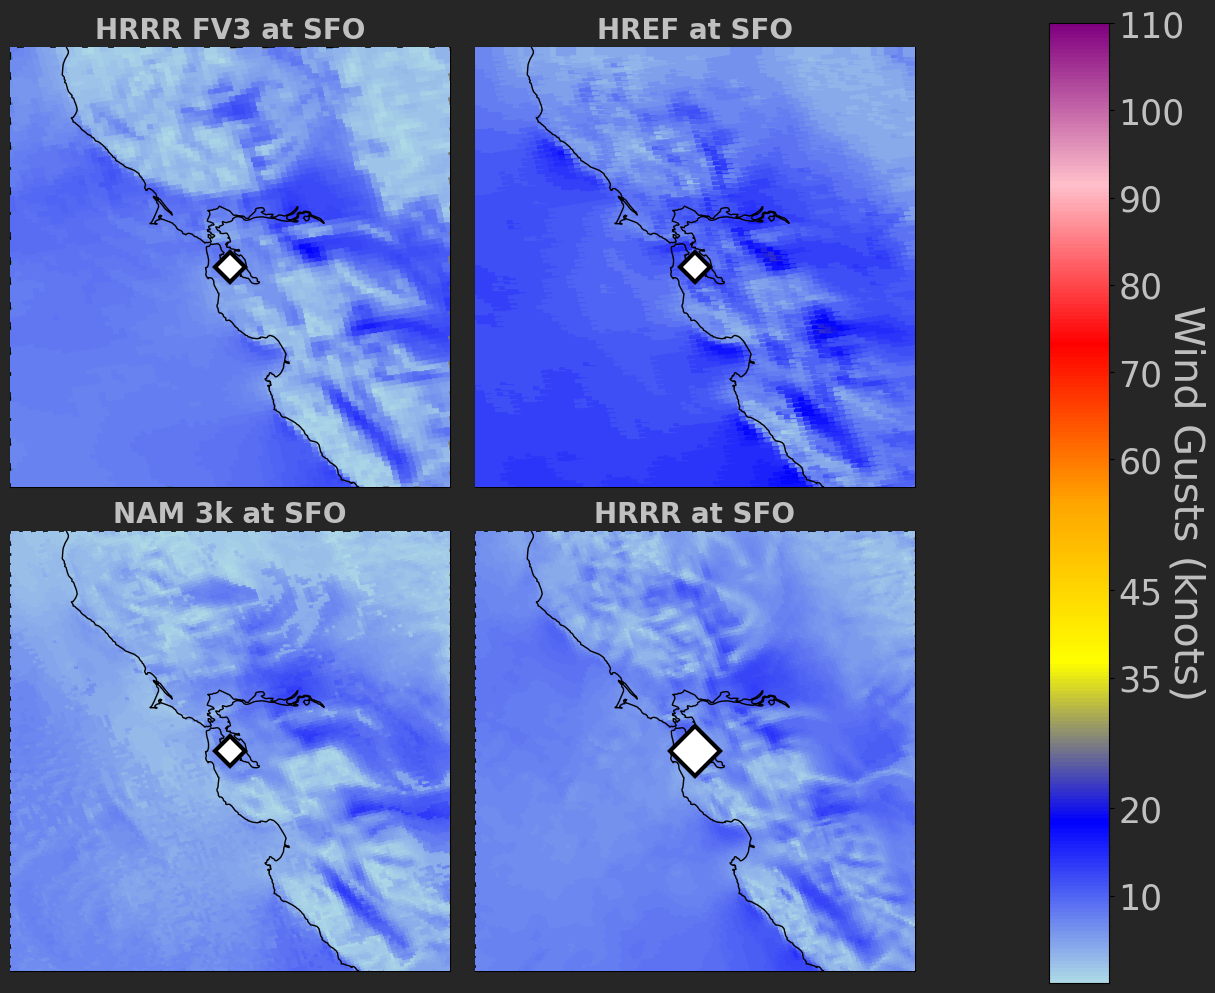 HRRR FV3 at SFO
HREF at SFO
NAM 3k at SFO
HRRR at SFO
110
100
90
80
70
60
45
35
20
10
Wind Gusts (knots)